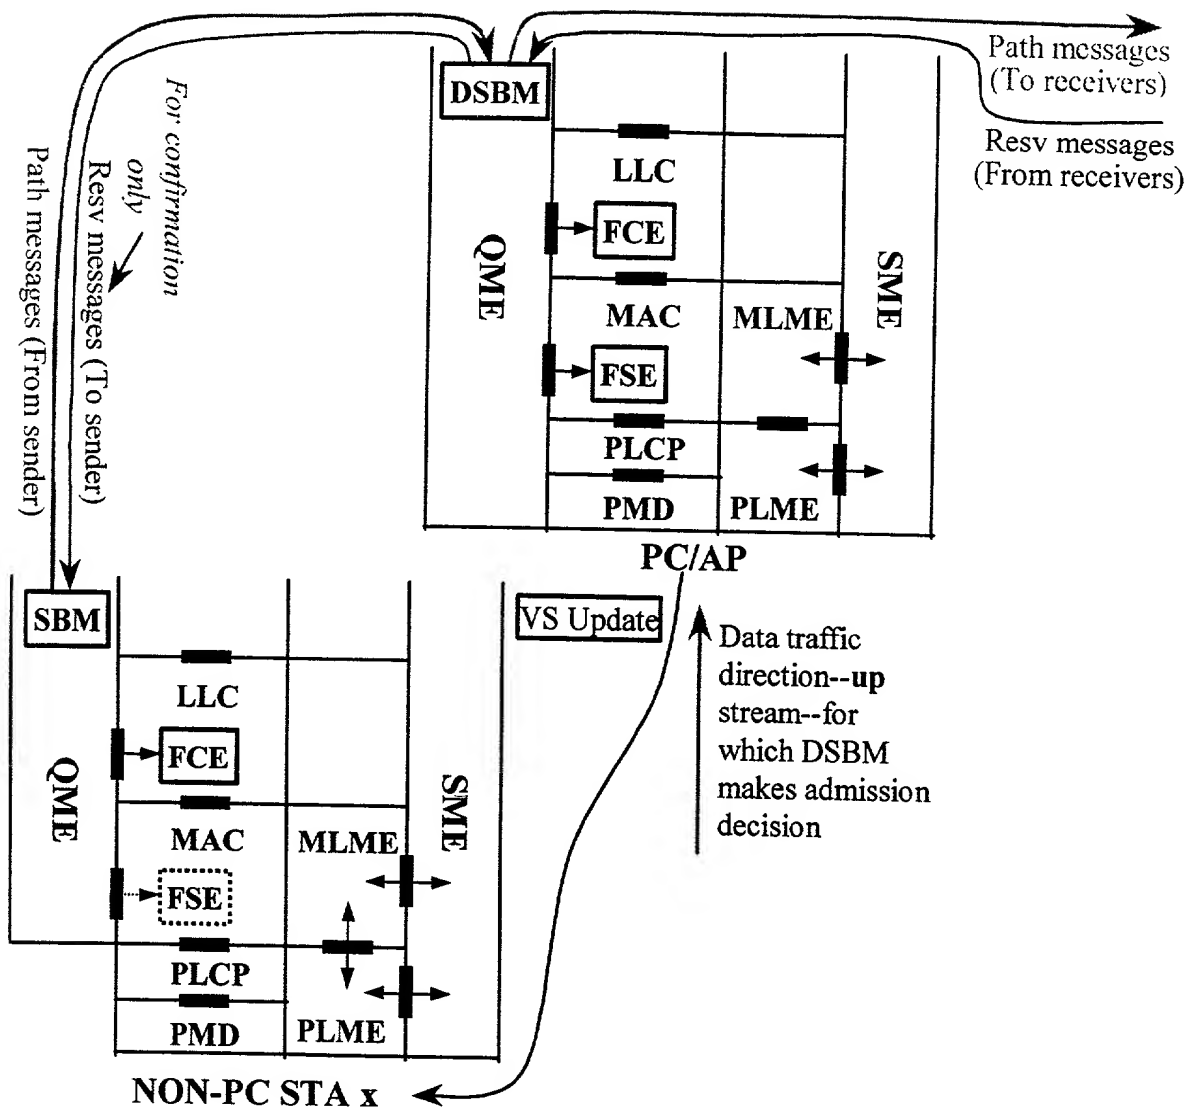 DSBM
Path messages
(To receivers)
Resv messages
(From receivers)
LLC
FCE
QME
SME
MAC
MLME
FSE
PLCP
PMD
PLME
PC/AP
For confirmation
only
Resv messages (To sender)
Path messages (From sender)
SBM
VS Update
Data traffic
direction--up
stream--for
which DSBM
makes admission
decision
LLC
FCE
QME
SME
MAC
MLME
FSE
PLCP
PMD
PLME
NON-PC STA x